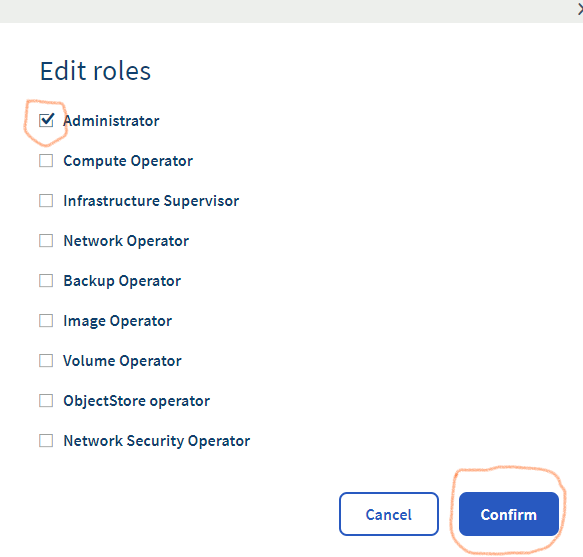 Edit roles
Administrator
Compute Operator
Infrastructure Supervisor
Network Operator
Backup Operator
Image Operator
Volume Operator
ObjectStore operator
Network Security Operator
Cancel
Confirm